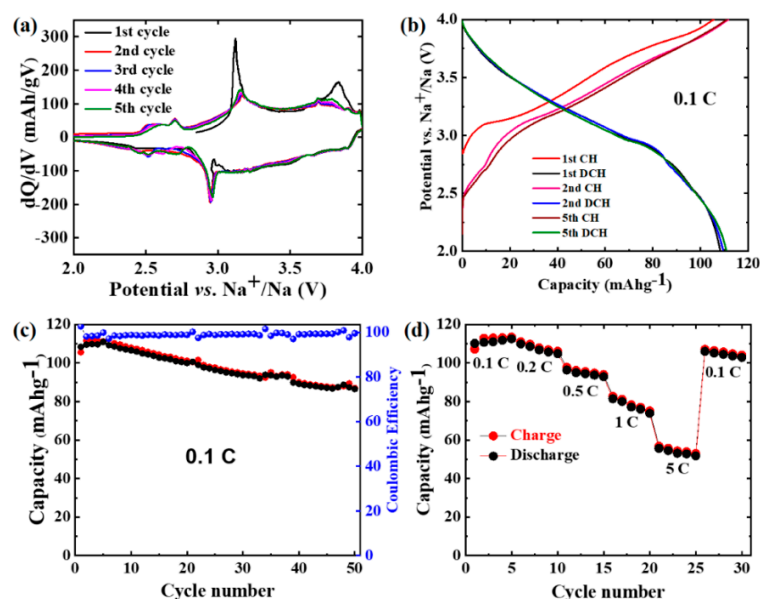 (a)
1st cycle
2nd cycle
3rd cycle
4th cycle
5th cycle
300
200
100
0
-100
-200
-300
dQ/dV (mAh/gV)
2.0 2.5 3.0 3.5 4.0
Potential vs. Na+/Na (V)
(b)
4.0
3.5
3.0
2.5
2.0
Potential vs. Na+/Na (V)
0.1 C
1st CH
1st DCH
2nd CH
2nd DCH
5th CH
5th DCH
0 20 40 60 80 100 120
Capacity (mAhg-1)
(c)
120
100
80
60
40
20
0
Capacity (mAhg-1)
0.1 C
100
80
60
40
20
0
Coulombic Efficiency
0 10 20 30 40 50
Cycle number
(d)
120
100
80
60
40
20
0
Capacity (mAhg-1)
0.1 C
0.2 C
0.5 C
1 C
5 C
0.1 C
Charge
Discharge
0 5 10 15 20 25 30
Cycle number